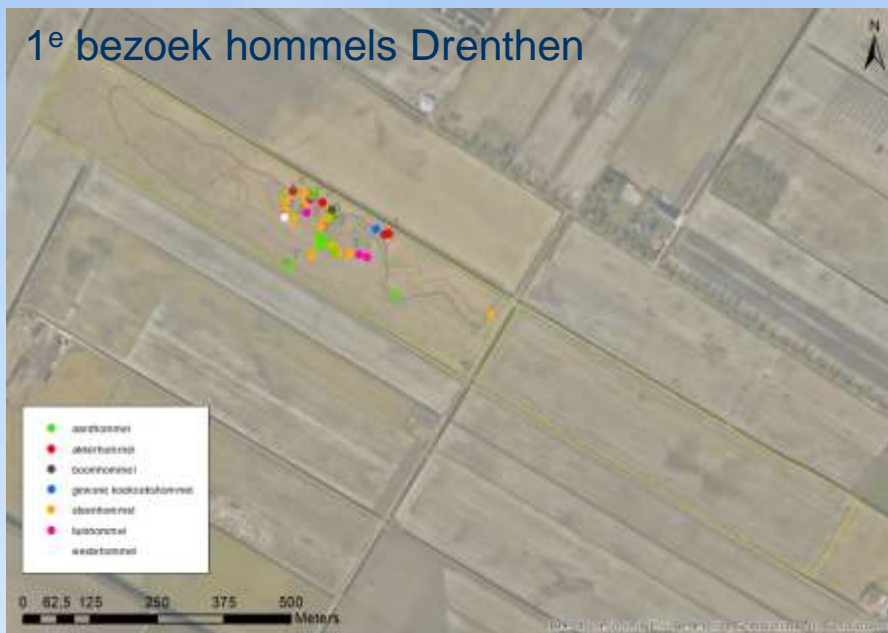 1e bezoek hommels Drenthen
N
aardhommel
akkerhommel
boomhommel
gewone koekoekshommel
steenhommel
tuinhommel
weidehommel
0 62,5 125 250 375 500
Meters